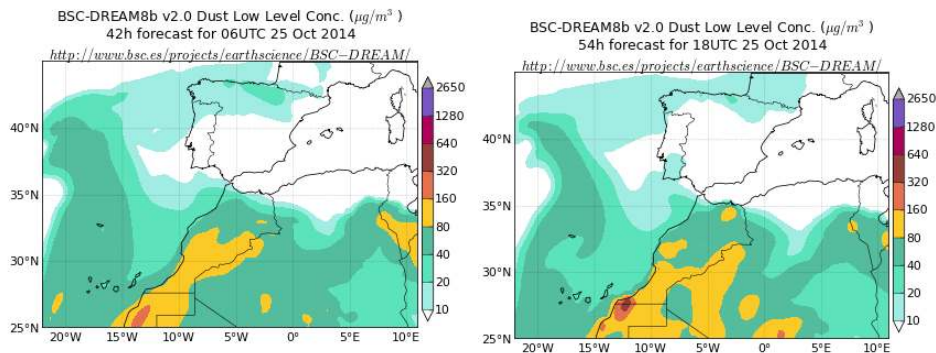 BSC-DREAM8b v2.0 Dust Low Level Conc. (μg/m³ )
42h forecast for 06UTC 25 Oct 2014
http://www.bsc.es/projects/earthscience/BSC−DREAM/
40°N
35°N
30°N
25°N
20°W
15°W
10°W
5°W
0°
5°E
10°E
2650
1280
640
320
160
80
40
20
10
BSC-DREAM8b v2.0 Dust Low Level Conc. (μg/m³ )
54h forecast for 18UTC 25 Oct 2014
http://www.bsc.es/projects/earthscience/BSC−DREAM/
40°N
35°N
30°N
25°N
20°W
15°W
10°W
5°W
0°
5°E
10°E
2650
1280
640
320
160
80
40
20
10